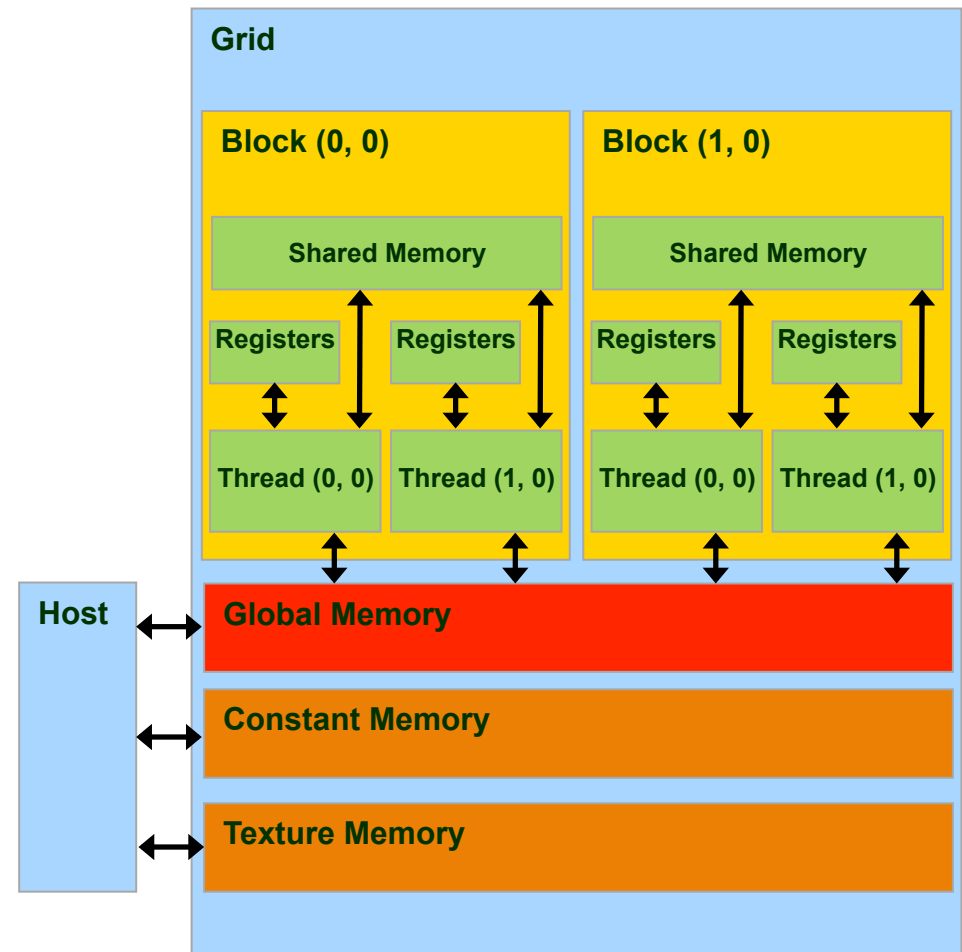 Grid
Block (0, 0)
Block (1, 0)
Shared Memory
Shared Memory
Registers
Registers
Registers
Registers
Thread (0, 0)
Thread (1, 0)
Thread (0, 0)
Thread (1, 0)
Host
Global Memory
Constant Memory
Texture Memory